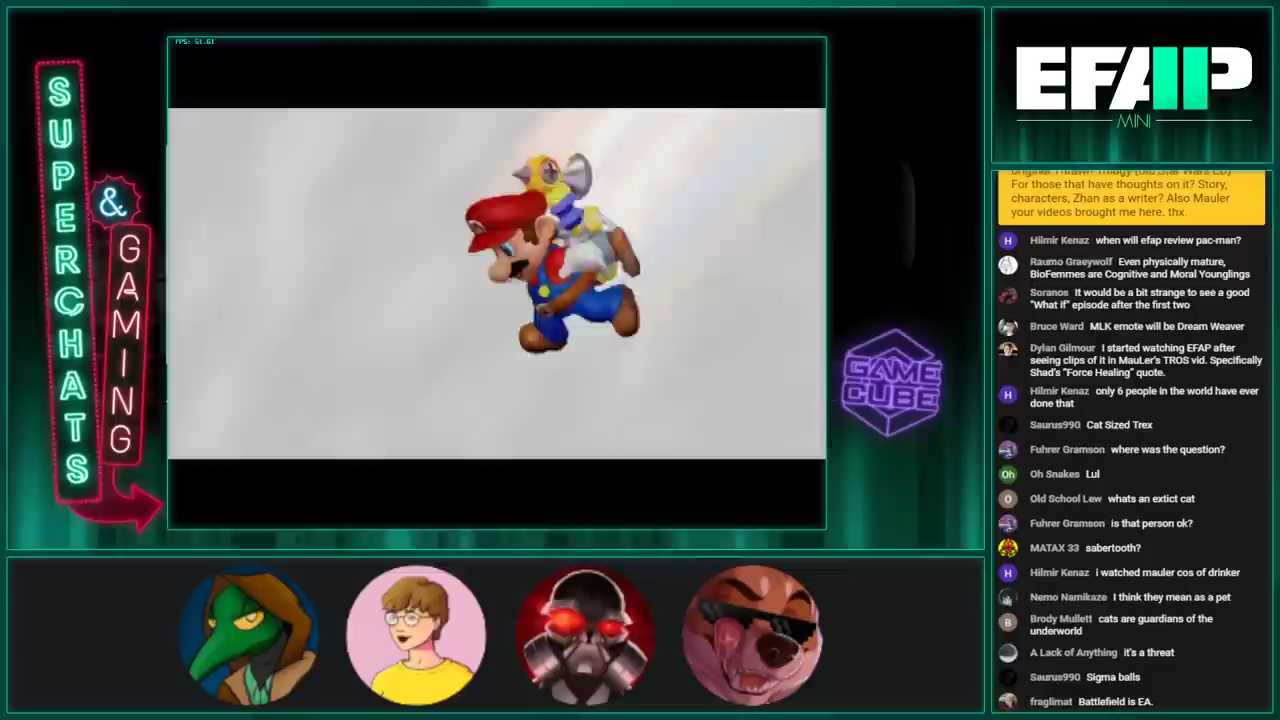 FPS: 51.61
SUPERCHATS
&
GAMING
GAME
CUBE
EFAP
MINI
For those that have thoughts on it? Story,
characters, Zhan as a writer? Also Mauler
your videos brought me here. thx.
H Hilmir Kenaz when will efap review pac-man?
Raumo Graeywolf Even physically mature,
BioFemmes are Cognitive and Moral Younglings
Soranos It would be a bit strange to see a good
"What if" episode after the first two
Bruce Ward MLK emote will be Dream Weaver
Dylan Gilmour I started watching EFAP after
seeing clips of it in MauLer's TROS vid. Specifically
Shad's "Force Healing" quote.
H Hilmir Kenaz only 6 people in the world have ever
done that
Saurus990 Cat Sized Trex
Fuhrer Gramson where was the question?
Oh Oh Snakes Lul
O Old School Lew whats an extict cat
Fuhrer Gramson is that person ok?
MATAX 33 sabertooth?
H Hilmir Kenaz i watched mauler cos of drinker
Nemo Namikaze I think they mean as a pet
B Brody Mullett cats are guardians of the
underworld
A Lack of Anything it's a threat
Saurus990 Sigma balls
fraglimat Battlefield is EA.